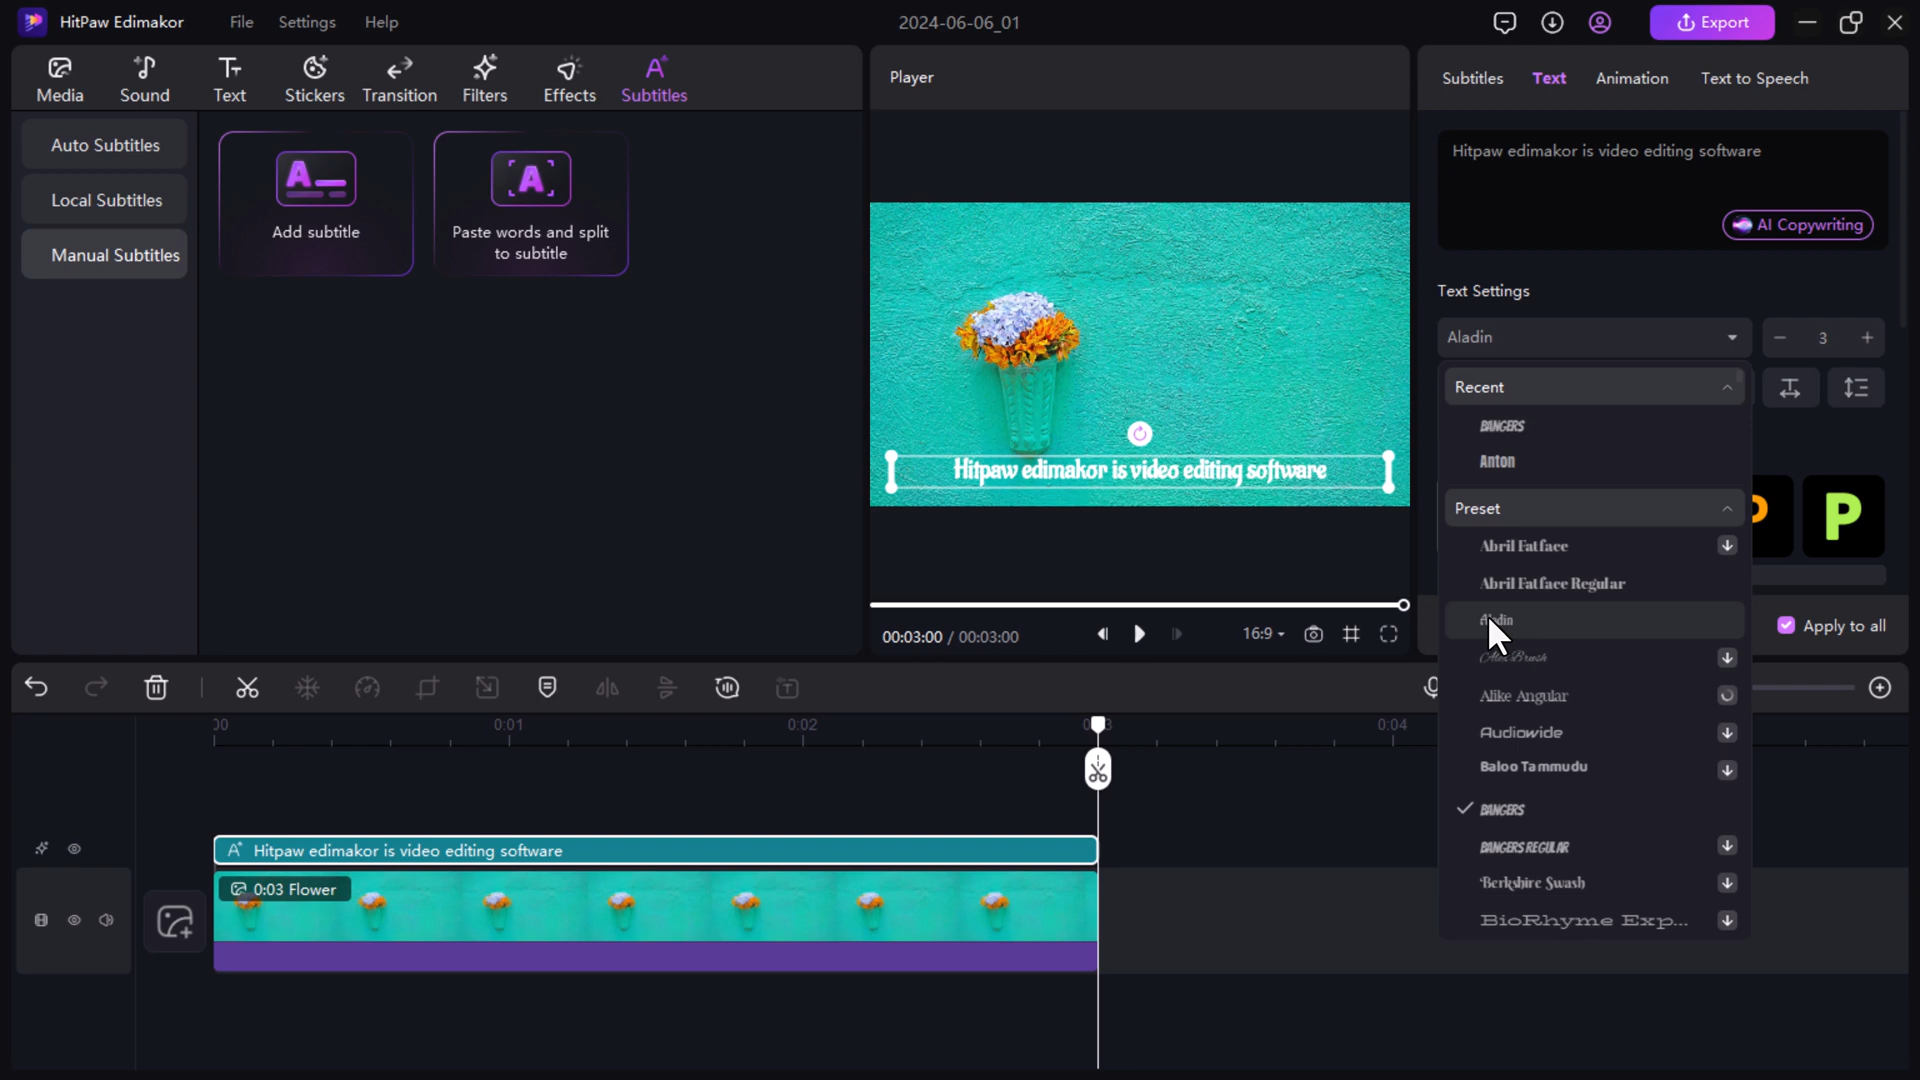 HitPaw Edimakor
File
Settings
Help
2024-06-06_01
Export
Media
Sound
Text
Stickers
Transition
Filters
Effects
Subtitles
Auto Subtitles
Local Subtitles
Manual Subtitles
Add subtitle
Paste words and split
to subtitle
Player
Hitpaw edimakor is video editing software
00:03:00 / 00:03:00
16:9
Subtitles
Text
Animation
Text to Speech
Hitpaw edimakor is video editing software
AI Copywriting
Text Settings
Aladin
3
Recent
BANGERS
Anton
Preset
Abril Fatface
Abril Fatface Regular
Alex Brush
Alike Angular
Audiowide
Baloo Tammudu
BANGERS
BANGERS REGULAR
Berkshire Swash
BioRhyme Exp...
P
Apply to all
00
0:01
0:02
0:04
Hitpaw edimakor is video editing software
0:03 Flower